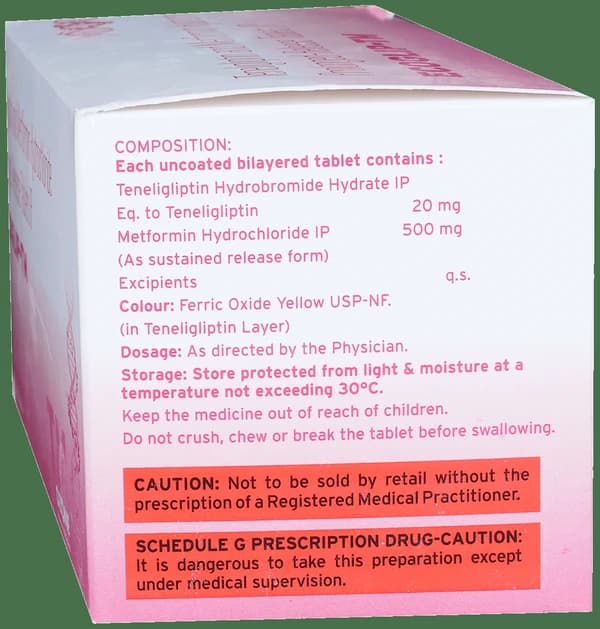 COMPOSITION:
Each uncoated bilayered tablet contains :
Teneligliptin Hydrobromide Hydrate IP
Eq. to Teneligliptin 20 mg
Metformin Hydrochloride IP 500 mg
(As sustained release form)
Excipients q.s.
Colour: Ferric Oxide Yellow USP-NF.
(in Teneligliptin Layer)
Dosage: As directed by the Physician.
Storage: Store protected from light & moisture at a
temperature not exceeding 30°C.
Keep the medicine out of reach of children.
Do not crush, chew or break the tablet before swallowing.
CAUTION: Not to be sold by retail without the
prescription of a Registered Medical Practitioner.
SCHEDULE G PRESCRIPTION DRUG-CAUTION:
It is dangerous to take this preparation except
under medical supervision.